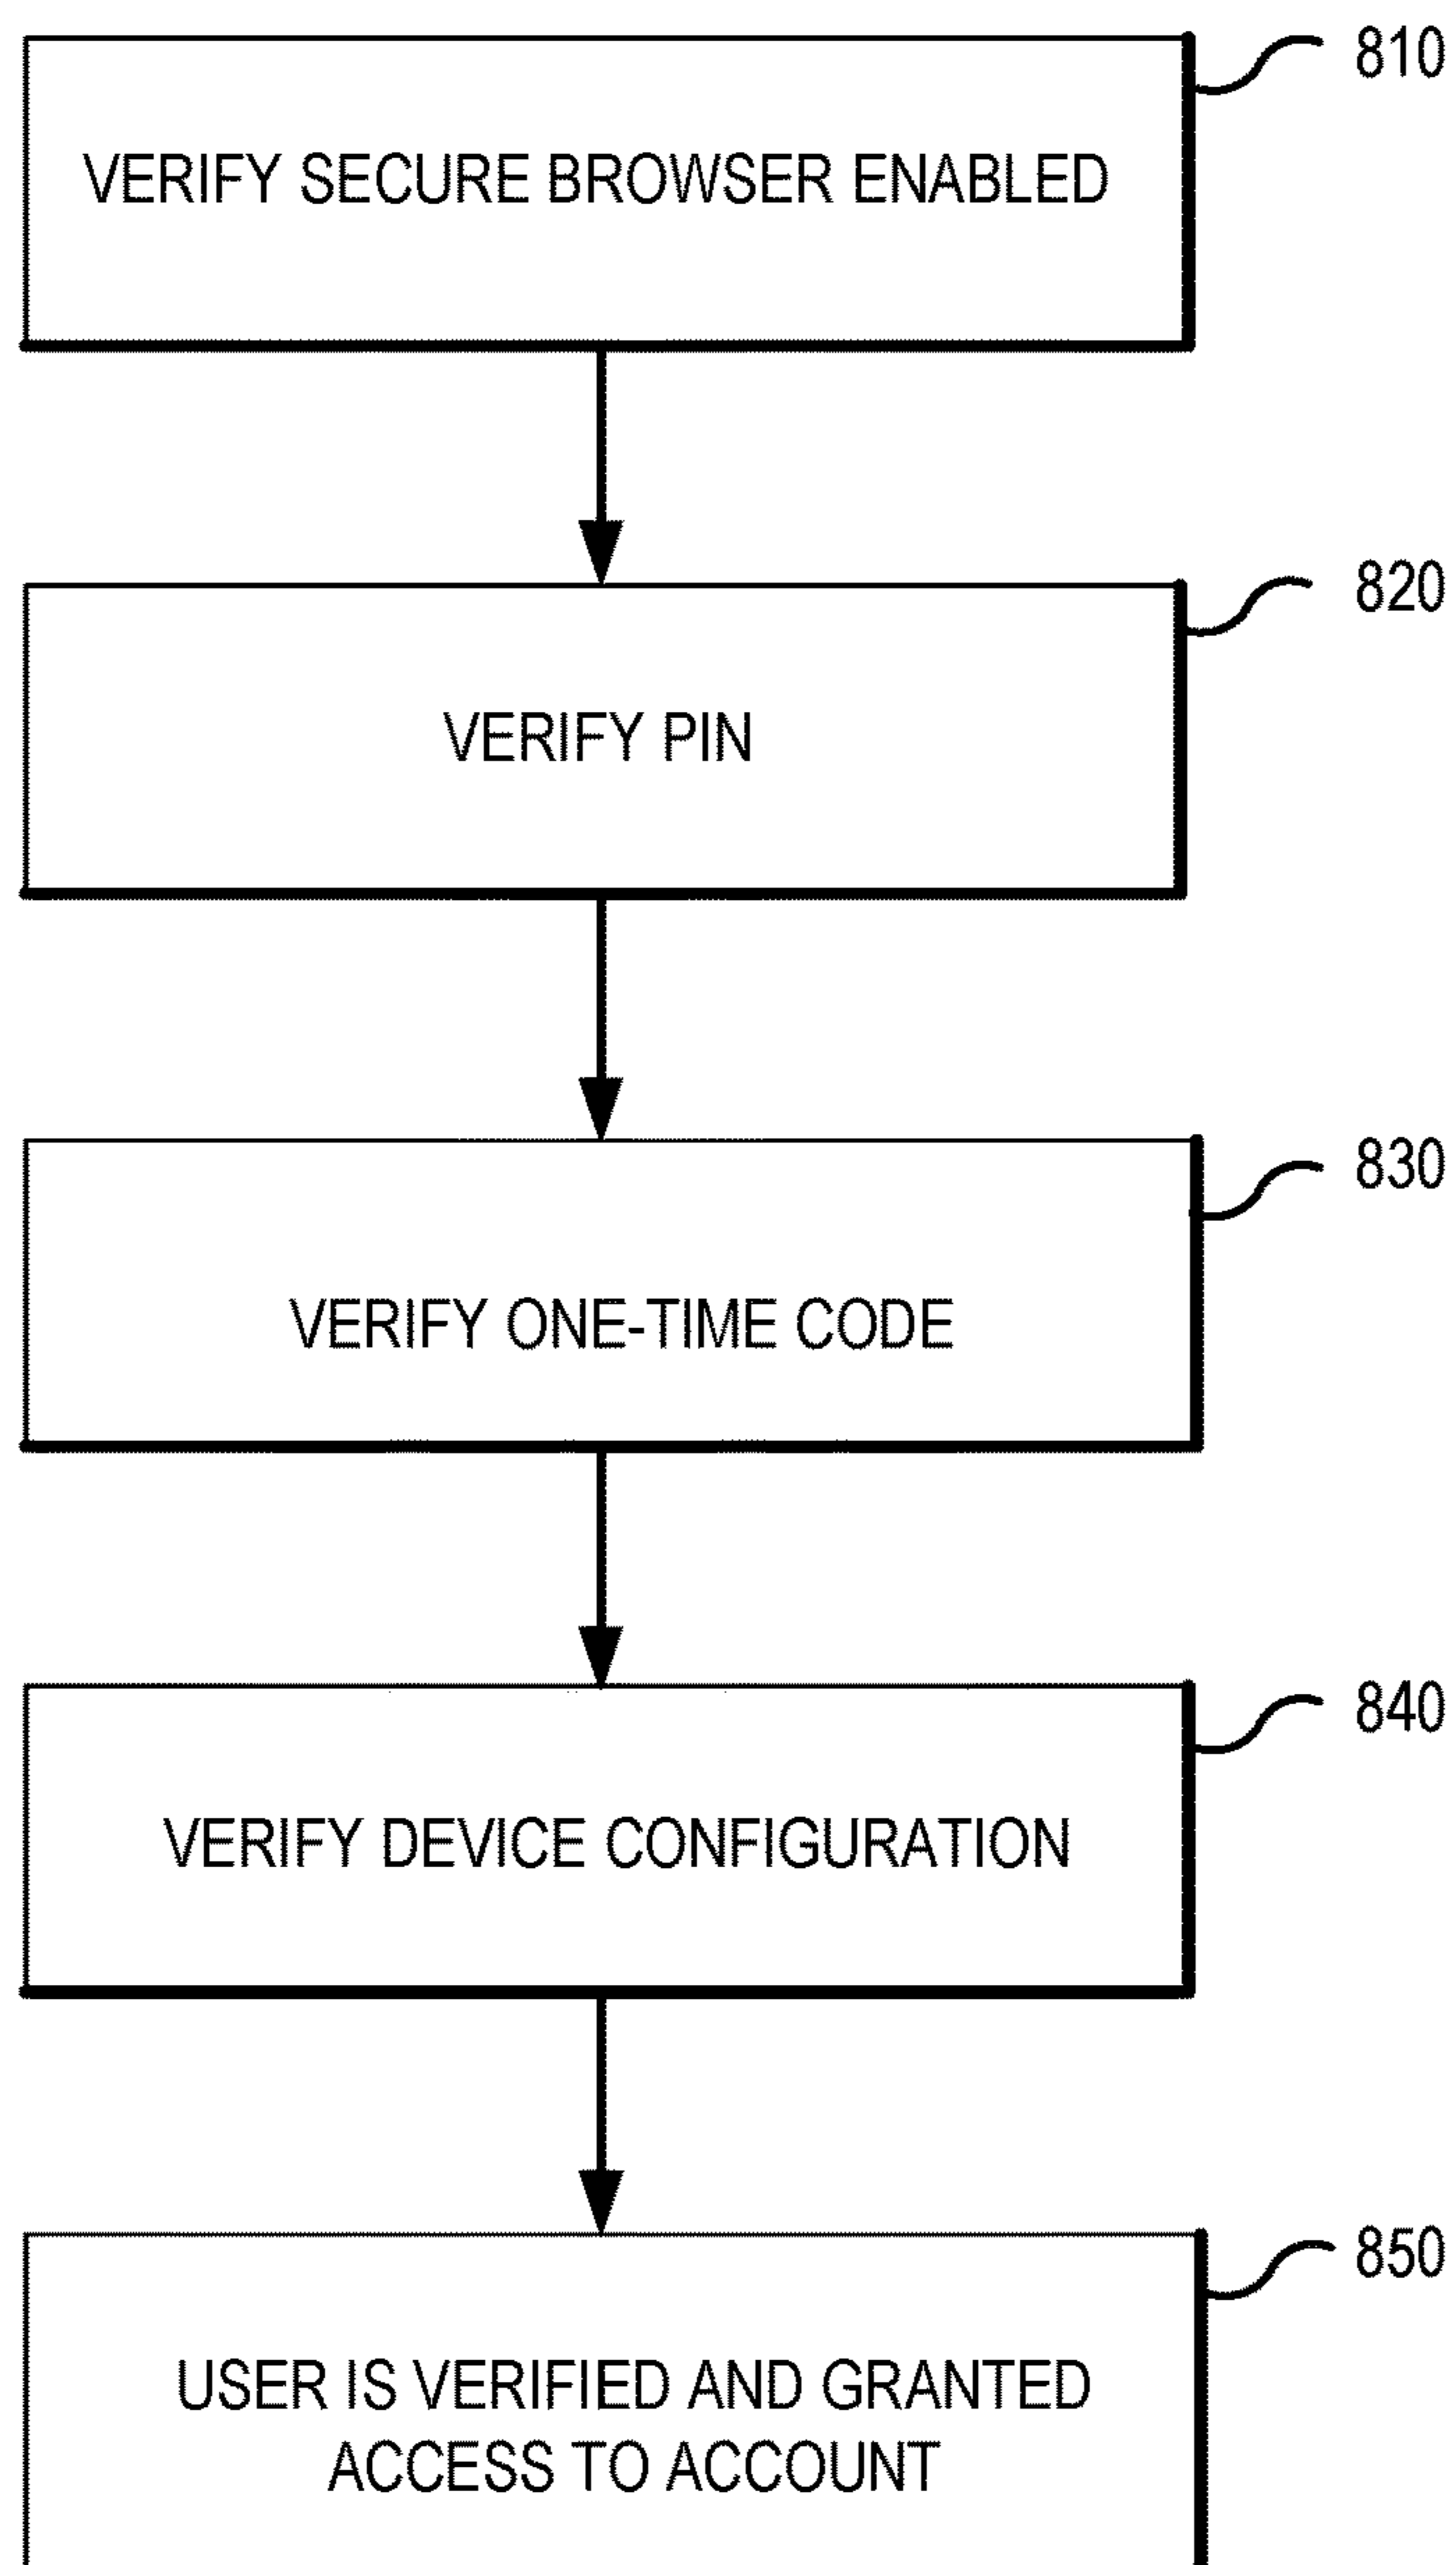 810
VERIFY SECURE BROWSER ENABLED
820
VERIFY PIN
830
VERIFY ONE-TIME CODE
840
VERIFY DEVICE CONFIGURATION
850
USER IS VERIFIED AND GRANTED
ACCESS TO ACCOUNT